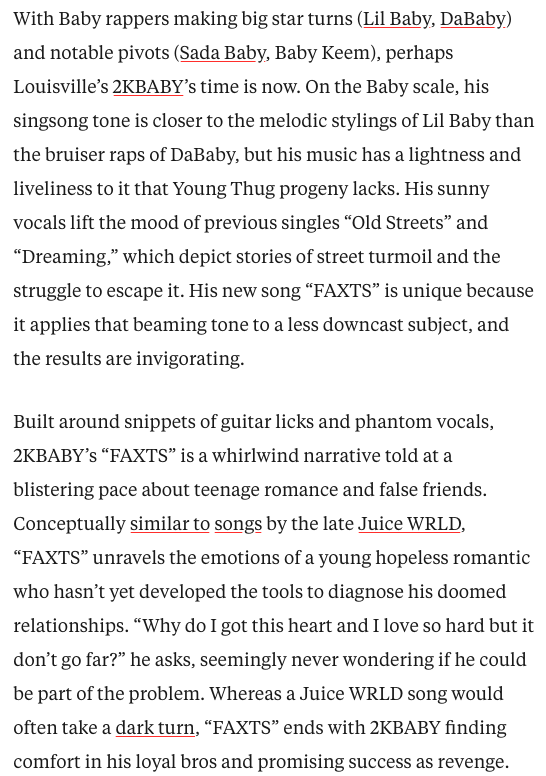 With Baby rappers making big star turns (Lil Baby, DaBaby)
and notable pivots (Sada Baby, Baby Keem), perhaps
Louisville’s 2KBABY’s time is now. On the Baby scale, his
singsong tone is closer to the melodic stylings of Lil Baby than
the bruiser raps of DaBaby, but his music has a lightness and
liveliness to it that Young Thug progeny lacks. His sunny
vocals lift the mood of previous singles “Old Streets” and
“Dreaming,” which depict stories of street turmoil and the
struggle to escape it. His new song “FAXTS” is unique because
it applies that beaming tone to a less downcast subject, and
the results are invigorating.
Built around snippets of guitar licks and phantom vocals,
2KBABY’s “FAXTS” is a whirlwind narrative told at a
blistering pace about teenage romance and false friends.
Conceptually similar to songs by the late Juice WRLD,
“FAXTS” unravels the emotions of a young hopeless romantic
who hasn’t yet developed the tools to diagnose his doomed
relationships. “Why do I got this heart and I love so hard but it
don’t go far?” he asks, seemingly never wondering if he could
be part of the problem. Whereas a Juice WRLD song would
often take a dark turn, “FAXTS” ends with 2KBABY finding
comfort in his loyal bros and promising success as revenge.